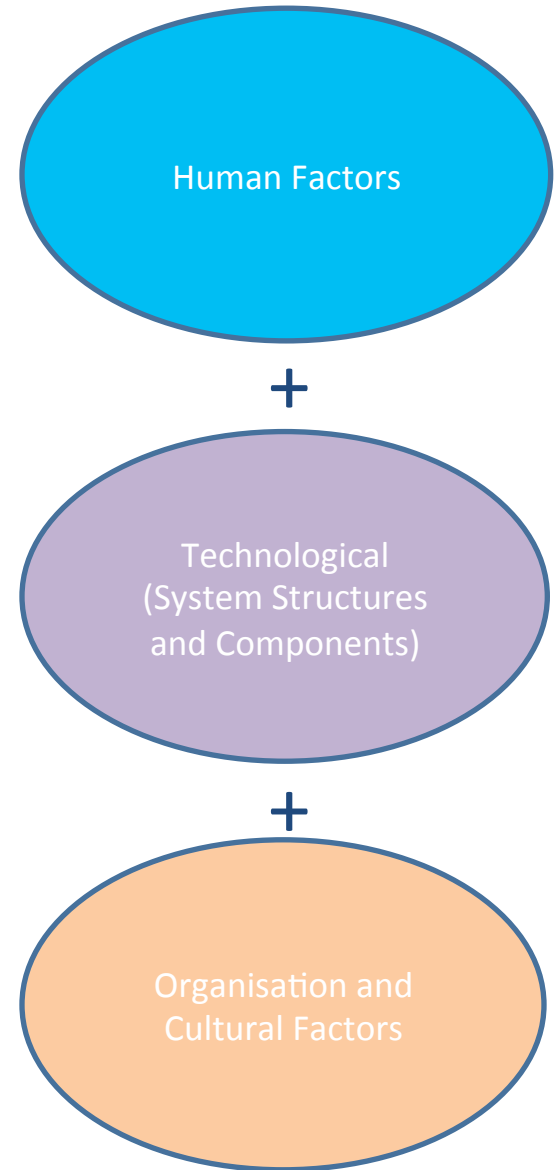 Human Factors
+
Technological
(System Structures
and Components)
+
Organisation and
Cultural Factors